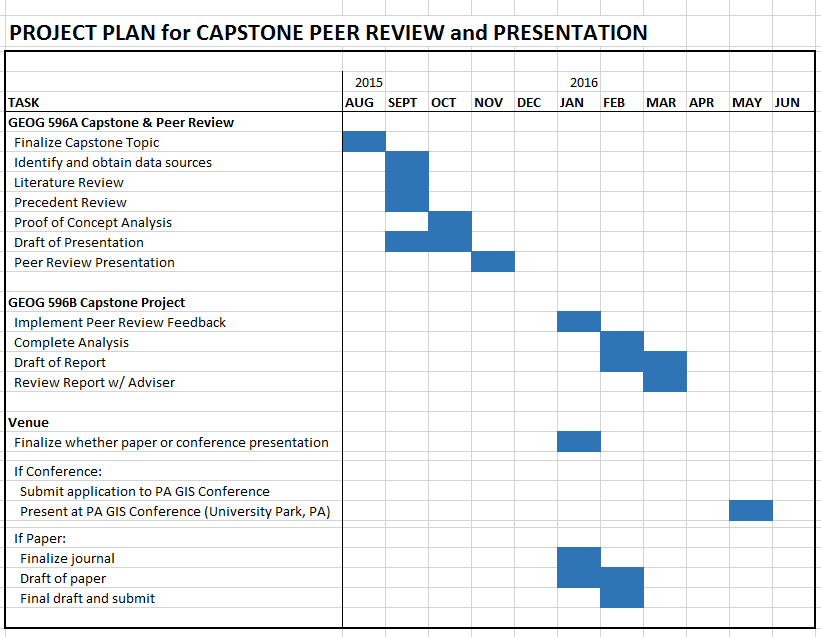 PROJECT PLAN for CAPSTONE PEER REVIEW and PRESENTATION
2015 2016
TASK AUG SEPT OCT NOV DEC JAN FEB MAR APR MAY JUN
GEOG 596A Capstone & Peer Review
Finalize Capstone Topic
Identify and obtain data sources
Literature Review
Precedent Review
Proof of Concept Analysis
Draft of Presentation
Peer Review Presentation
GEOG 596B Capstone Project
Implement Peer Review Feedback
Complete Analysis
Draft of Report
Review Report w/ Adviser
Venue
Finalize whether paper or conference presentation
If Conference:
Submit application to PA GIS Conference
Present at PA GIS Conference (University Park, PA)
If Paper:
Finalize journal
Draft of paper
Final draft and submit